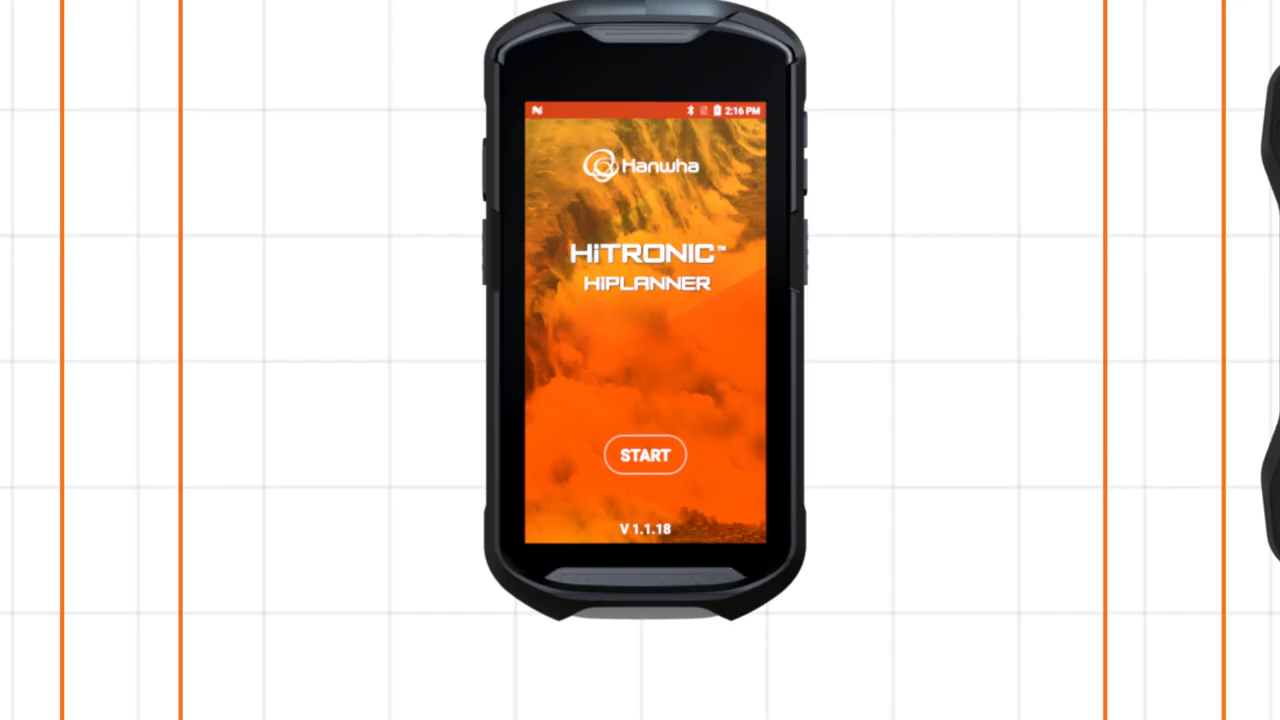 2:16 PM
Hanwha
HiTRONIC™
HIPLANNER
START
V 1.1.18